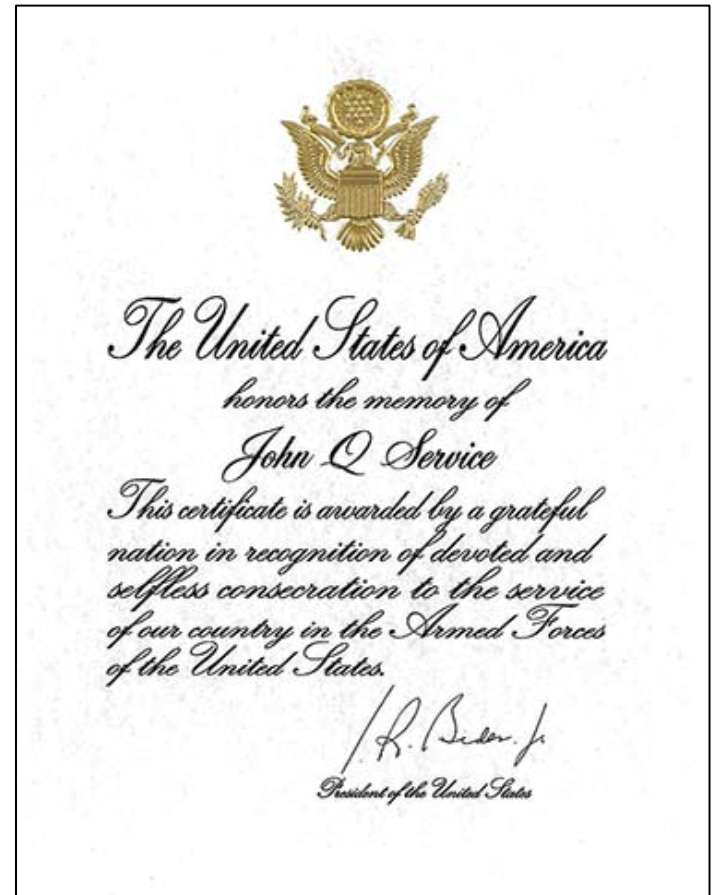 The United States of America
honors the memory of
John Q Service
This certificate is awarded by a grateful
nation in recognition of devoted and
selfless consecration to the service
of our country in the Armed Forces
of the United States.
J. R. Biden. Jr
President of the United States